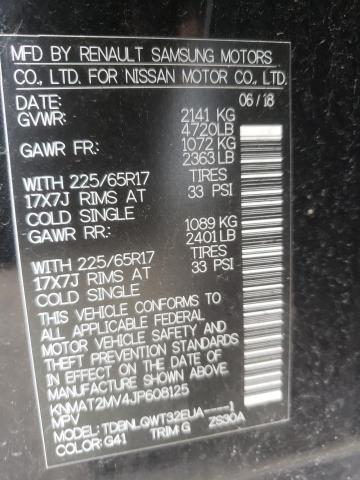 MFD BY RENAULT SAMSUNG MOTORS
CO., LTD. FOR NISSAN MOTOR CO., LTD.
DATE: 06/18
GVWR: 2141 KG
4720LB
GAWR FR: 1072 KG
2363 LB
WITH 225/65R17 TIRES
17X7J RIMS AT 33 PSI
COLD SINGLE
GAWR RR: 1089 KG
2401 LB
WITH 225/65R17 TIRES
17X7J RIMS AT 33 PSI
COLD SINGLE
THIS VEHICLE CONFORMS TO
ALL APPLICABLE FEDERAL
MOTOR VEHICLE SAFETY AND
THEFT PREVENTION STANDARDS
IN EFFECT ON THE DATE OF
MANUFACTURE SHOWN ABOVE.
KNMAT2MV4JP608125
MPV
MODEL: TDBNLQWT32EUA---1
COLOR: G41 TRIM: G ZS30A